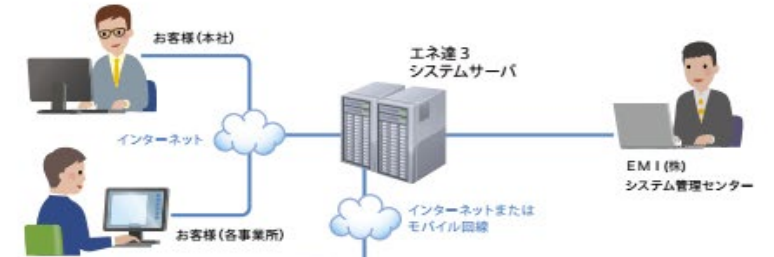 お客様(本社)
エネ達3
システムサーバ
インターネット
EMI(株)
システム管理センター
お客様(各事業所)
インターネットまたは
モバイル回線